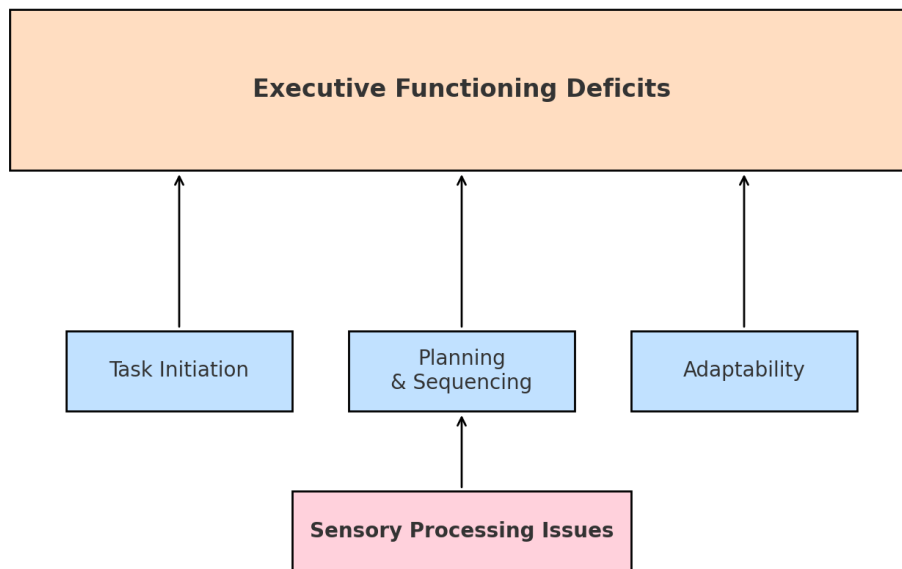 Executive Functioning Deficits
Task Initiation
Planning
& Sequencing
Adaptability
Sensory Processing Issues